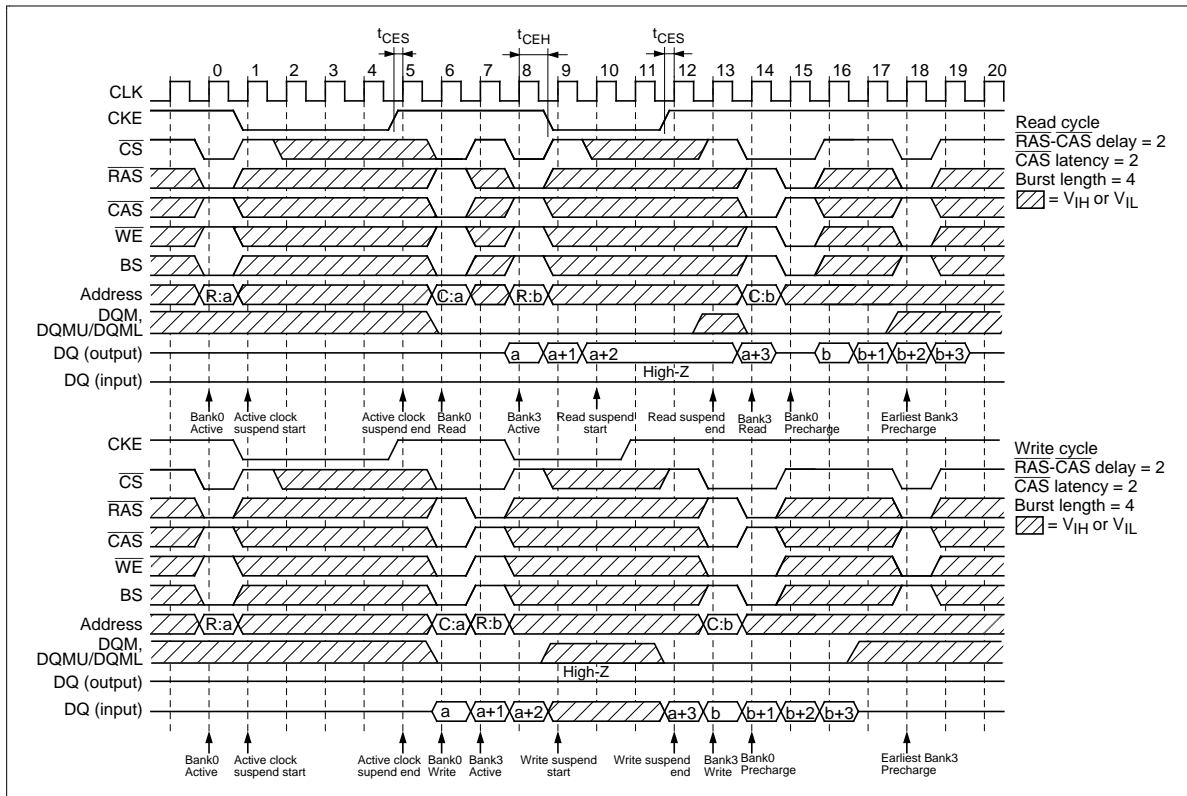 tCES tCEH tCES
0 1 2 3 4 5 6 7 8 9 10 11 12 13 14 15 16 17 18 19 20
CLK
CKE
CS
RAS
CAS
WE
BS
Address R:a C:a R:b C:b
DQM,
DQMU/DQML
DQ (output) a a+1 a+2 a+3 b b+1 b+2 b+3
High-Z
DQ (input)
Bank0 Active
Active clock suspend start
Active clock suspend end
Bank0 Read
Bank3 Active
Read suspend start
Read suspend end
Bank3 Read
Bank0 Precharge
Earliest Bank3 Precharge
Read cycle
RAS-CAS delay = 2
CAS latency = 2
Burst length = 4
= VIH or VIL
CKE
CS
RAS
CAS
WE
BS
Address R:a C:a R:b C:b
DQM,
DQMU/DQML
High-Z
DQ (output)
DQ (input) a a+1 a+2 a+3 b b+1 b+2 b+3
Bank0 Active
Active clock suspend start
Active clock supend end
Bank0 Write
Bank3 Active
Write suspend start
Write suspend end
Bank3 Write
Bank0 Precharge
Earliest Bank3 Precharge
Write cycle
RAS-CAS delay = 2
CAS latency = 2
Burst length = 4
= VIH or VIL